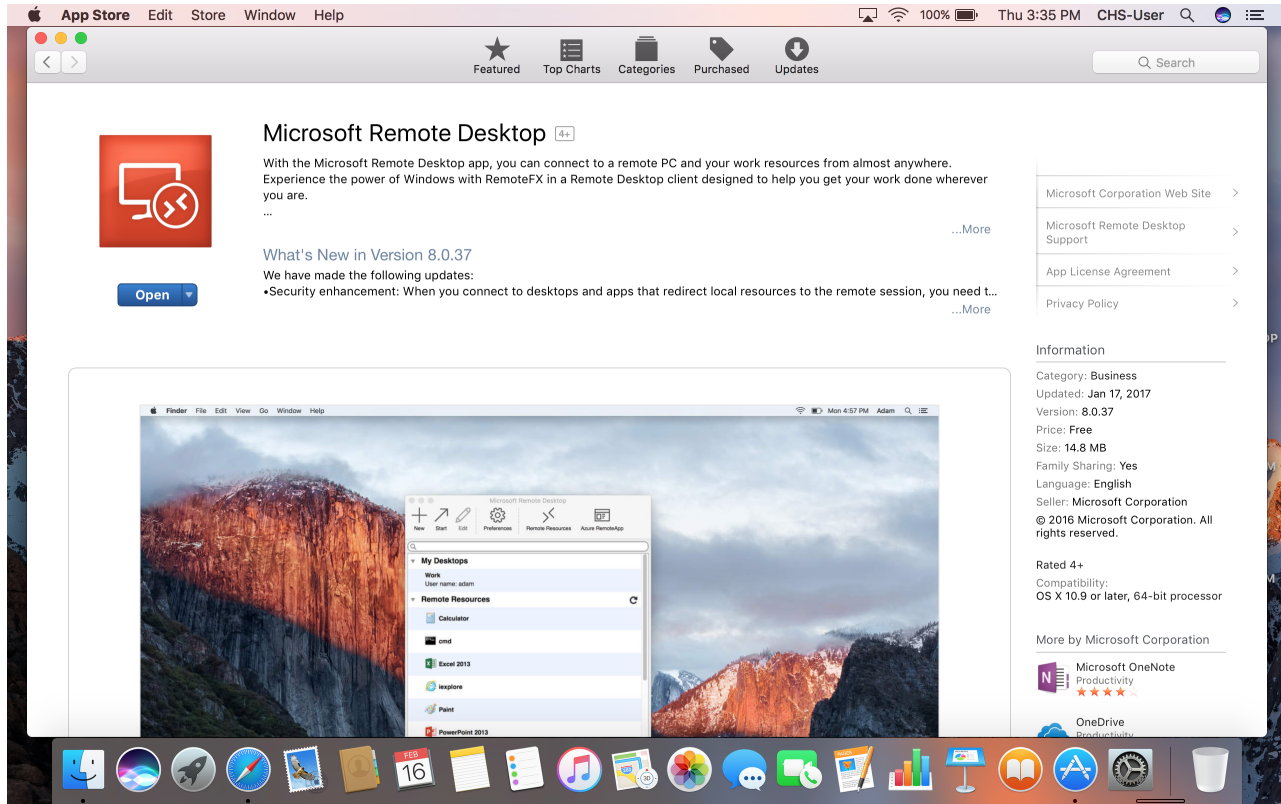 App Store Edit Store Window Help 100% Thu 3:35 PM CHS-User
Featured Top Charts Categories Purchased Updates
Search
Microsoft Remote Desktop 4+
With the Microsoft Remote Desktop app, you can connect to a remote PC and your work resources from almost anywhere.
Experience the power of Windows with RemoteFX in a Remote Desktop client designed to help you get your work done wherever
you are.
...
...More
What's New in Version 8.0.37
We have made the following updates:
•Security enhancement: When you connect to desktops and apps that redirect local resources to the remote session, you need t...
...More
Open
Microsoft Corporation Web Site
Microsoft Remote Desktop
Support
App License Agreement
Privacy Policy
Information
Category: Business
Updated: Jan 17, 2017
Version: 8.0.37
Price: Free
Size: 14.8 MB
Family Sharing: Yes
Language: English
Seller: Microsoft Corporation
© 2016 Microsoft Corporation. All
rights reserved.
Rated 4+
Compatibility:
OS X 10.9 or later, 64-bit processor
More by Microsoft Corporation
Microsoft OneNote
Productivity
OneDrive
Productivity
Finder File Edit View Go Window Help Mon 4:57 PM Adam
Microsoft Remote Desktop
New Start Edit Preferences Remote Resources Azure RemoteApp
My Desktops
Work
User name: adam
Remote Resources
Calculator
cmd
Excel 2013
iexplore
Paint
PowerPoint 2013
FEB
16
3D